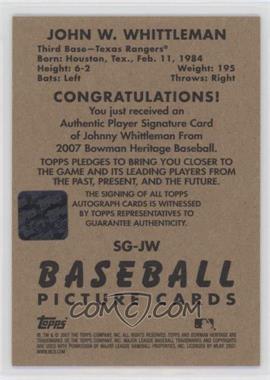 JOHN W. WHITTLEMAN
Third Base—Texas Rangers®
Born: Houston, Tex., Feb. 11, 1984
Height: 6-2 Weight: 195
Bats: Left Throws: Right
CONGRATULATIONS!
You just received an
Authentic Player Signature Card
of Johnny Whittleman From
2007 Bowman Heritage Baseball.
TOPPS PLEDGES TO BRING YOU CLOSER TO
THE GAME AND ITS LEADING PLAYERS FROM
THE PAST, PRESENT, AND THE FUTURE.
THE SIGNING OF ALL TOPPS
AUTOGRAPH CARDS IS WITNESSED
BY TOPPS REPRESENTATIVES TO
GUARANTEE AUTHENTICITY.
SG-JW
BASEBALL
PICTURE CARDS
Topps